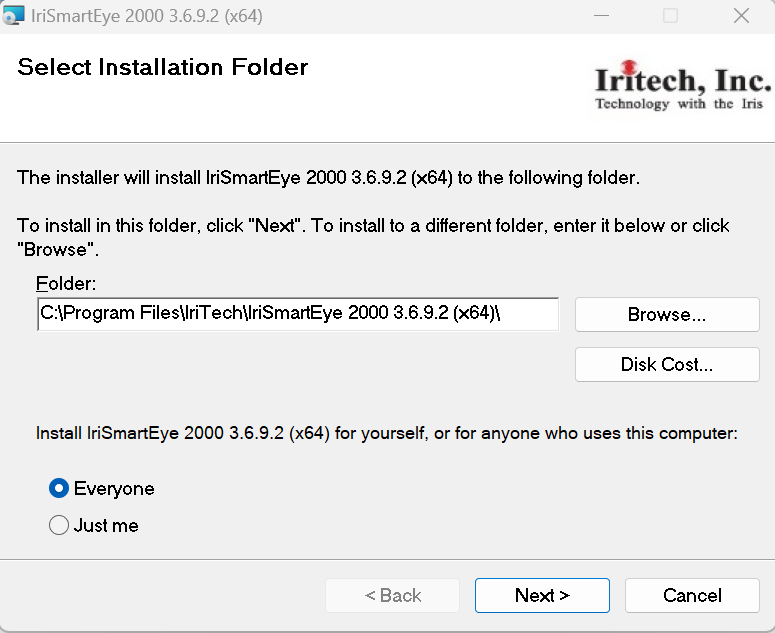 IriSmartEye 2000 3.6.9.2 (x64)
Select Installation Folder
Iritech, Inc.
Technology with the Iris
The installer will install IriSmartEye 2000 3.6.9.2 (x64) to the following folder.
To install in this folder, click "Next". To install to a different folder, enter it below or click
"Browse".
Folder:
C:\Program Files\IriTech\IriSmartEye 2000 3.6.9.2 (x64)\
Browse...
Disk Cost...
Install IriSmartEye 2000 3.6.9.2 (x64) for yourself, or for anyone who uses this computer:
Everyone
Just me
< Back
Next >
Cancel